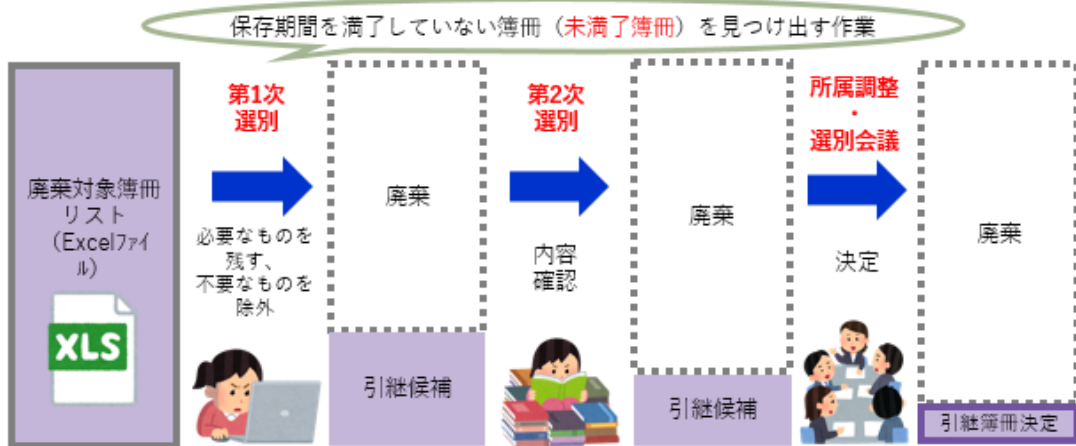 保存期間を満了していない簿冊（未満了簿冊）を見つけ出す作業
廃棄対象簿冊
リスト
（Excelﾌｧｲ
ﾙ）
XLS
第1次
選別
必要なものを
残す、
不要なものを
除外
廃棄
引継候補
第2次
選別
内容
確認
廃棄
引継候補
所属調整
・
選別会議
決定
廃棄
引継簿冊決定